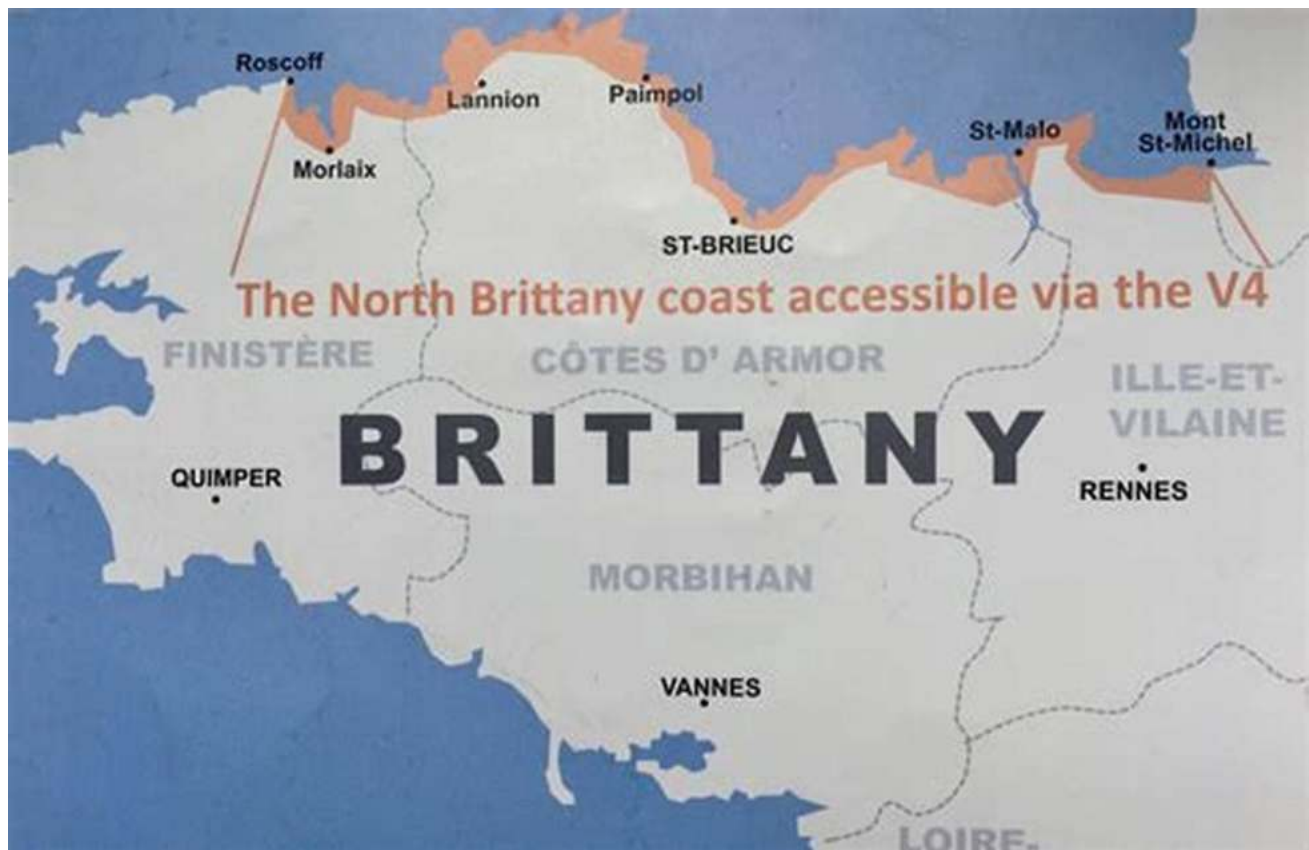 Roscoff
Lannion
Paimpol
Morlaix
St-Malo
Mont
St-Michel
ST-BRIEUC
The North Brittany coast accessible via the V4
FINISTÈRE
CÔTES D' ARMOR
ILLE-ET-
VILAINE
BRITTANY
QUIMPER
RENNES
MORBIHAN
VANNES
LOIRE-